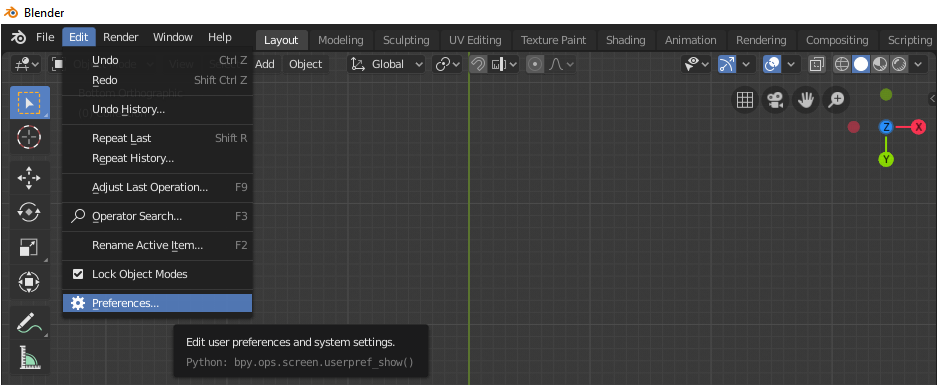 Blender
File Edit Render Window Help Layout Modeling Sculpting UV Editing Texture Paint Shading Animation Rendering Compositing Scripting
Add Object Global
Undo Ctrl Z
Redo Shift Ctrl Z
Undo History...
Repeat Last Shift R
Repeat History...
Adjust Last Operation... F9
Operator Search... F3
Rename Active Item... F2
Lock Object Modes
Preferences...
Edit user preferences and system settings.
Python: bpy.ops.screen.userpref_show()
Z X
Y